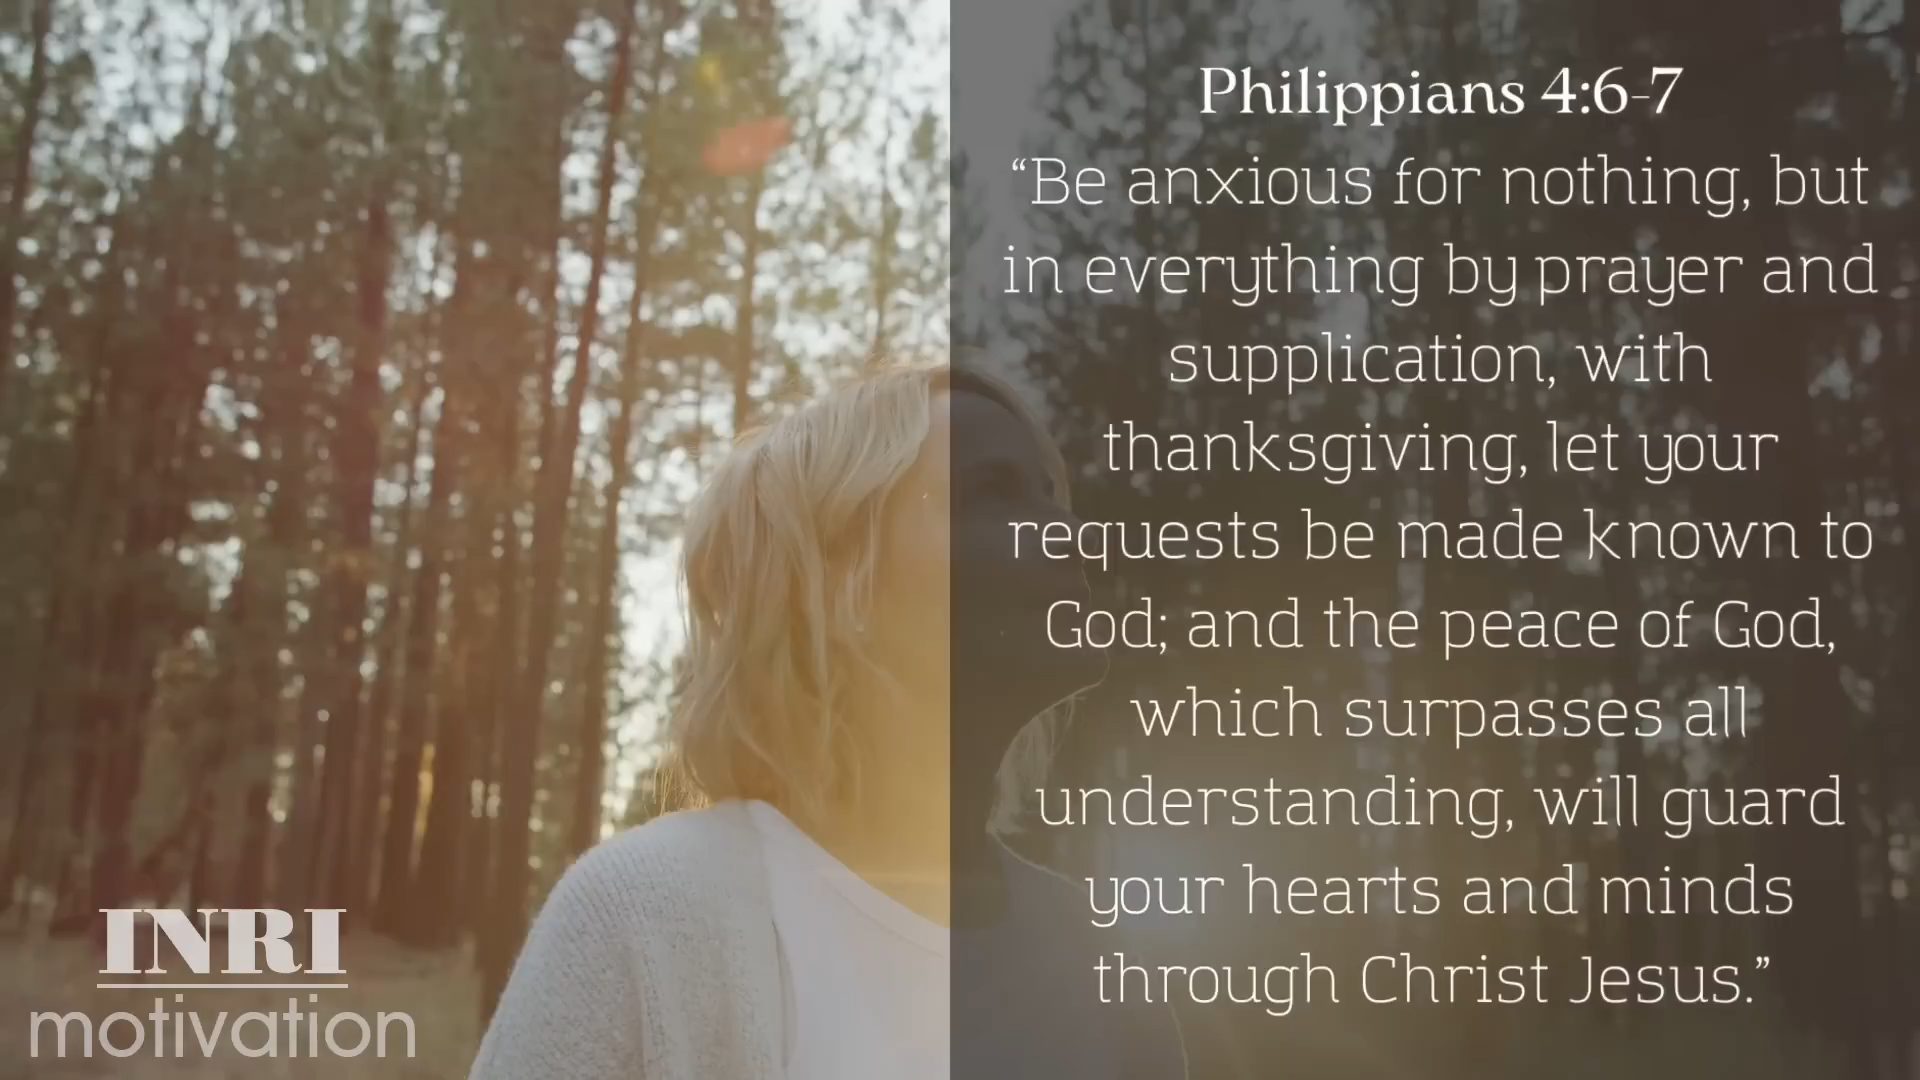 Philippians 4:6-7
“Be anxious for nothing, but
in everything by prayer and
supplication, with
thanksgiving, let your
requests be made known to
God; and the peace of God,
which surpasses all
understanding, will guard
your hearts and minds
through Christ Jesus.”
INRI
motivation